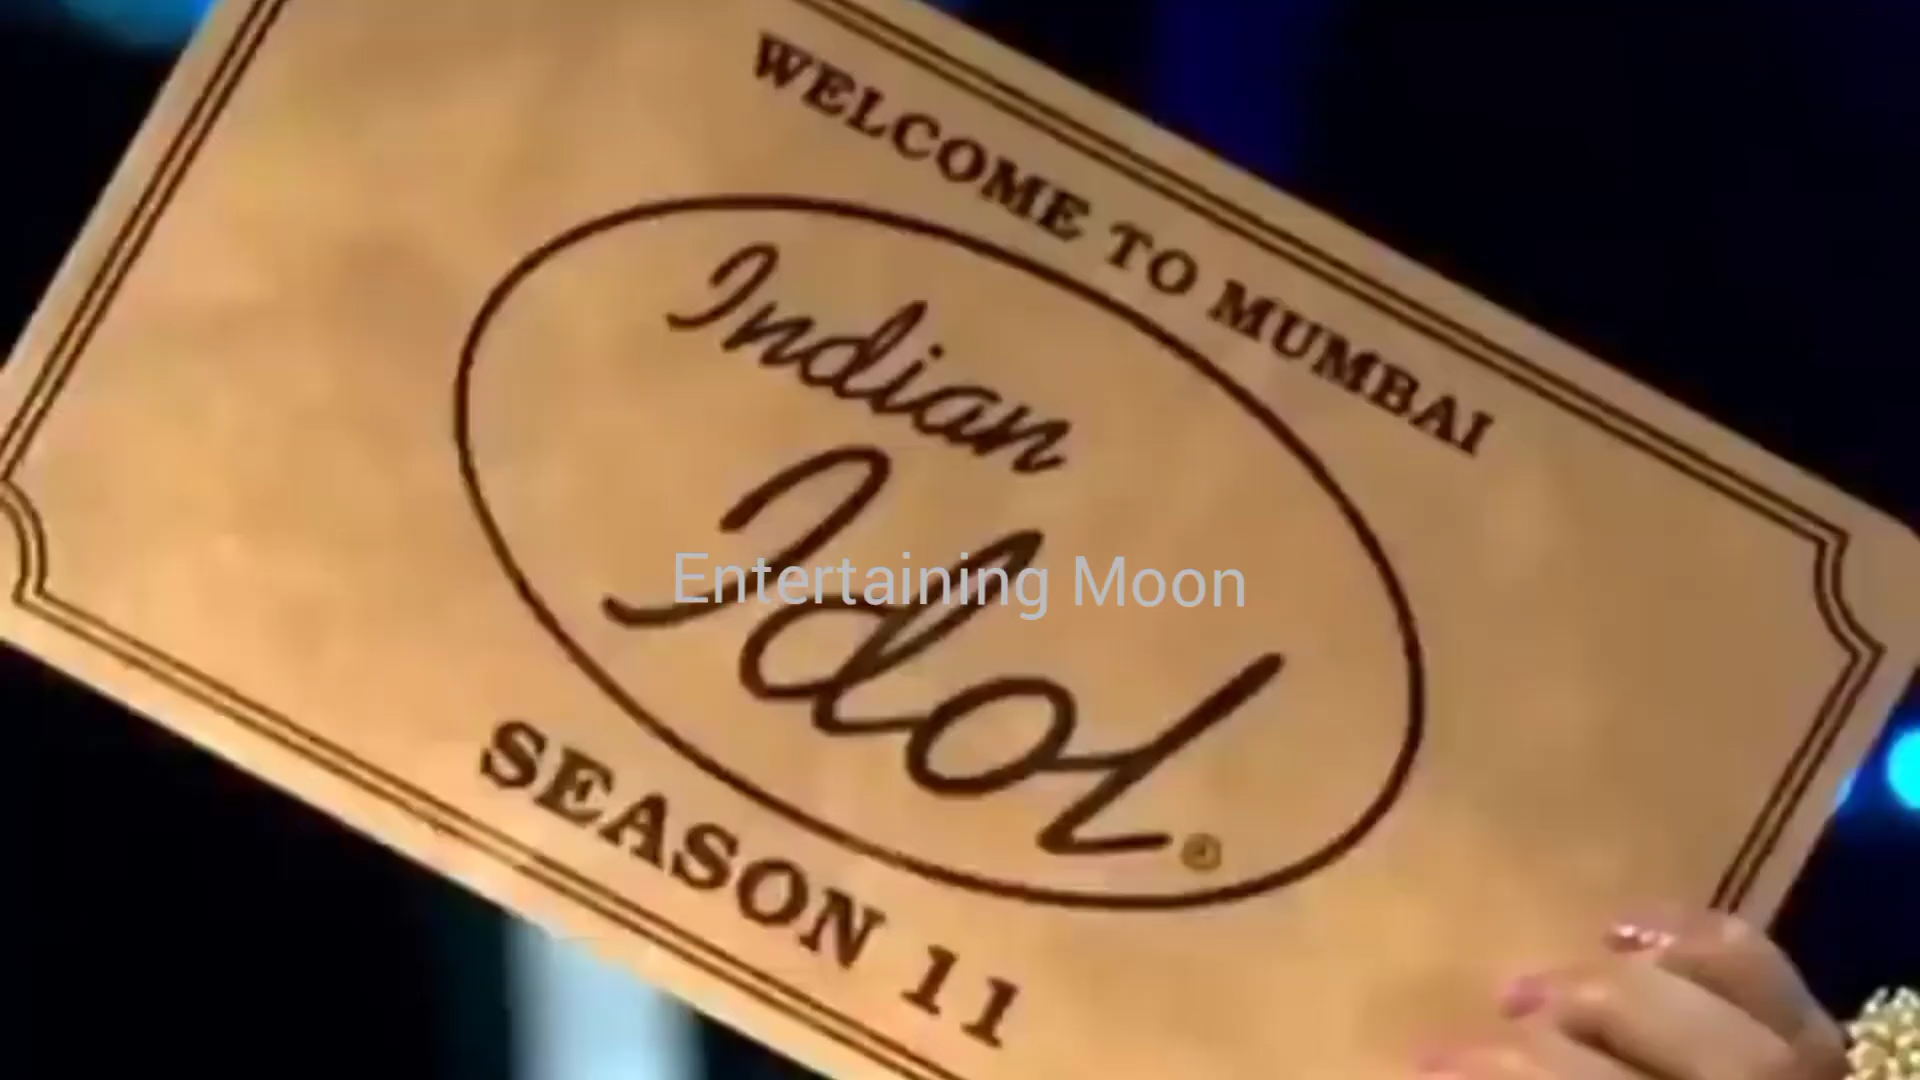 WELCOME TO MUMBAI
Indian
Idol
®
Entertaining Moon
SEASON 11